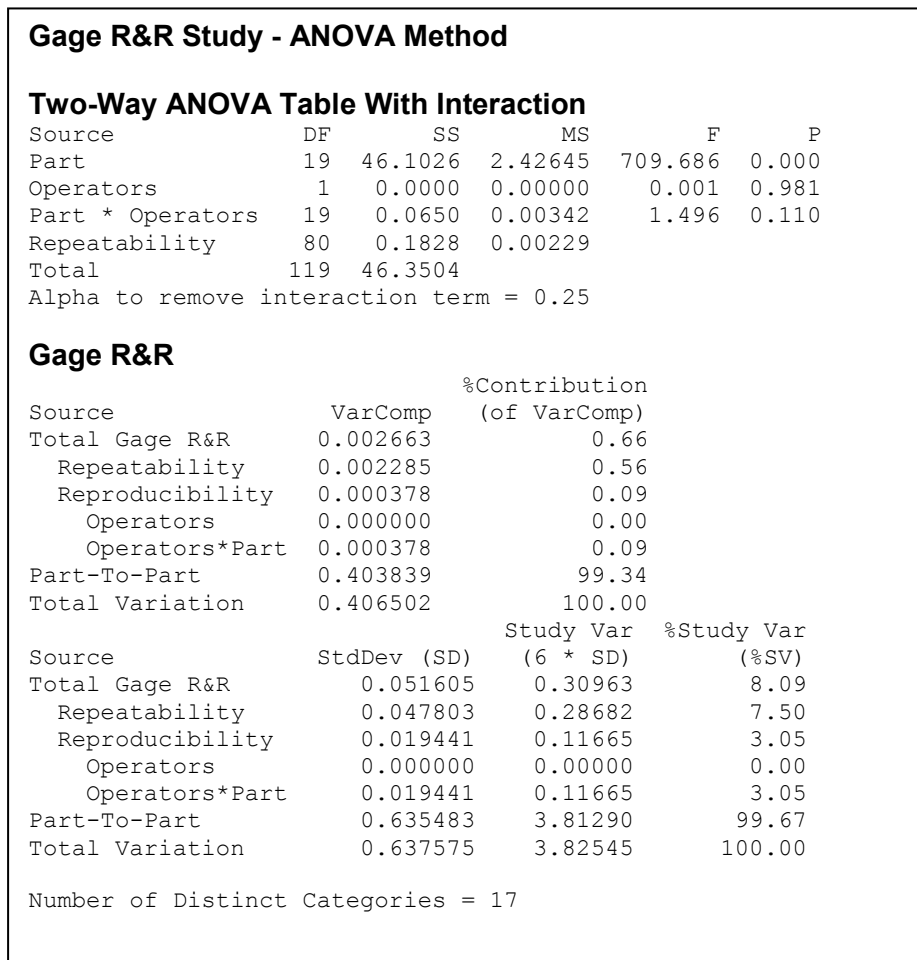 Gage R&R Study - ANOVA Method
Two-Way ANOVA Table With Interaction
Source DF SS MS F P
Part 19 46.1026 2.42645 709.686 0.000
Operators 1 0.0000 0.00000 0.001 0.981
Part * Operators 19 0.0650 0.00342 1.496 0.110
Repeatability 80 0.1828 0.00229
Total 119 46.3504
Alpha to remove interaction term = 0.25
Gage R&R
%Contribution
Source VarComp (of VarComp)
Total Gage R&R 0.002663 0.66
Repeatability 0.002285 0.56
Reproducibility 0.000378 0.09
Operators 0.000000 0.00
Operators*Part 0.000378 0.09
Part-To-Part 0.403839 99.34
Total Variation 0.406502 100.00
Study Var %Study Var
Source StdDev (SD) (6 * SD) (%SV)
Total Gage R&R 0.051605 0.30963 8.09
Repeatability 0.047803 0.28682 7.50
Reproducibility 0.019441 0.11665 3.05
Operators 0.000000 0.00000 0.00
Operators*Part 0.019441 0.11665 3.05
Part-To-Part 0.635483 3.81290 99.67
Total Variation 0.637575 3.82545 100.00
Number of Distinct Categories = 17